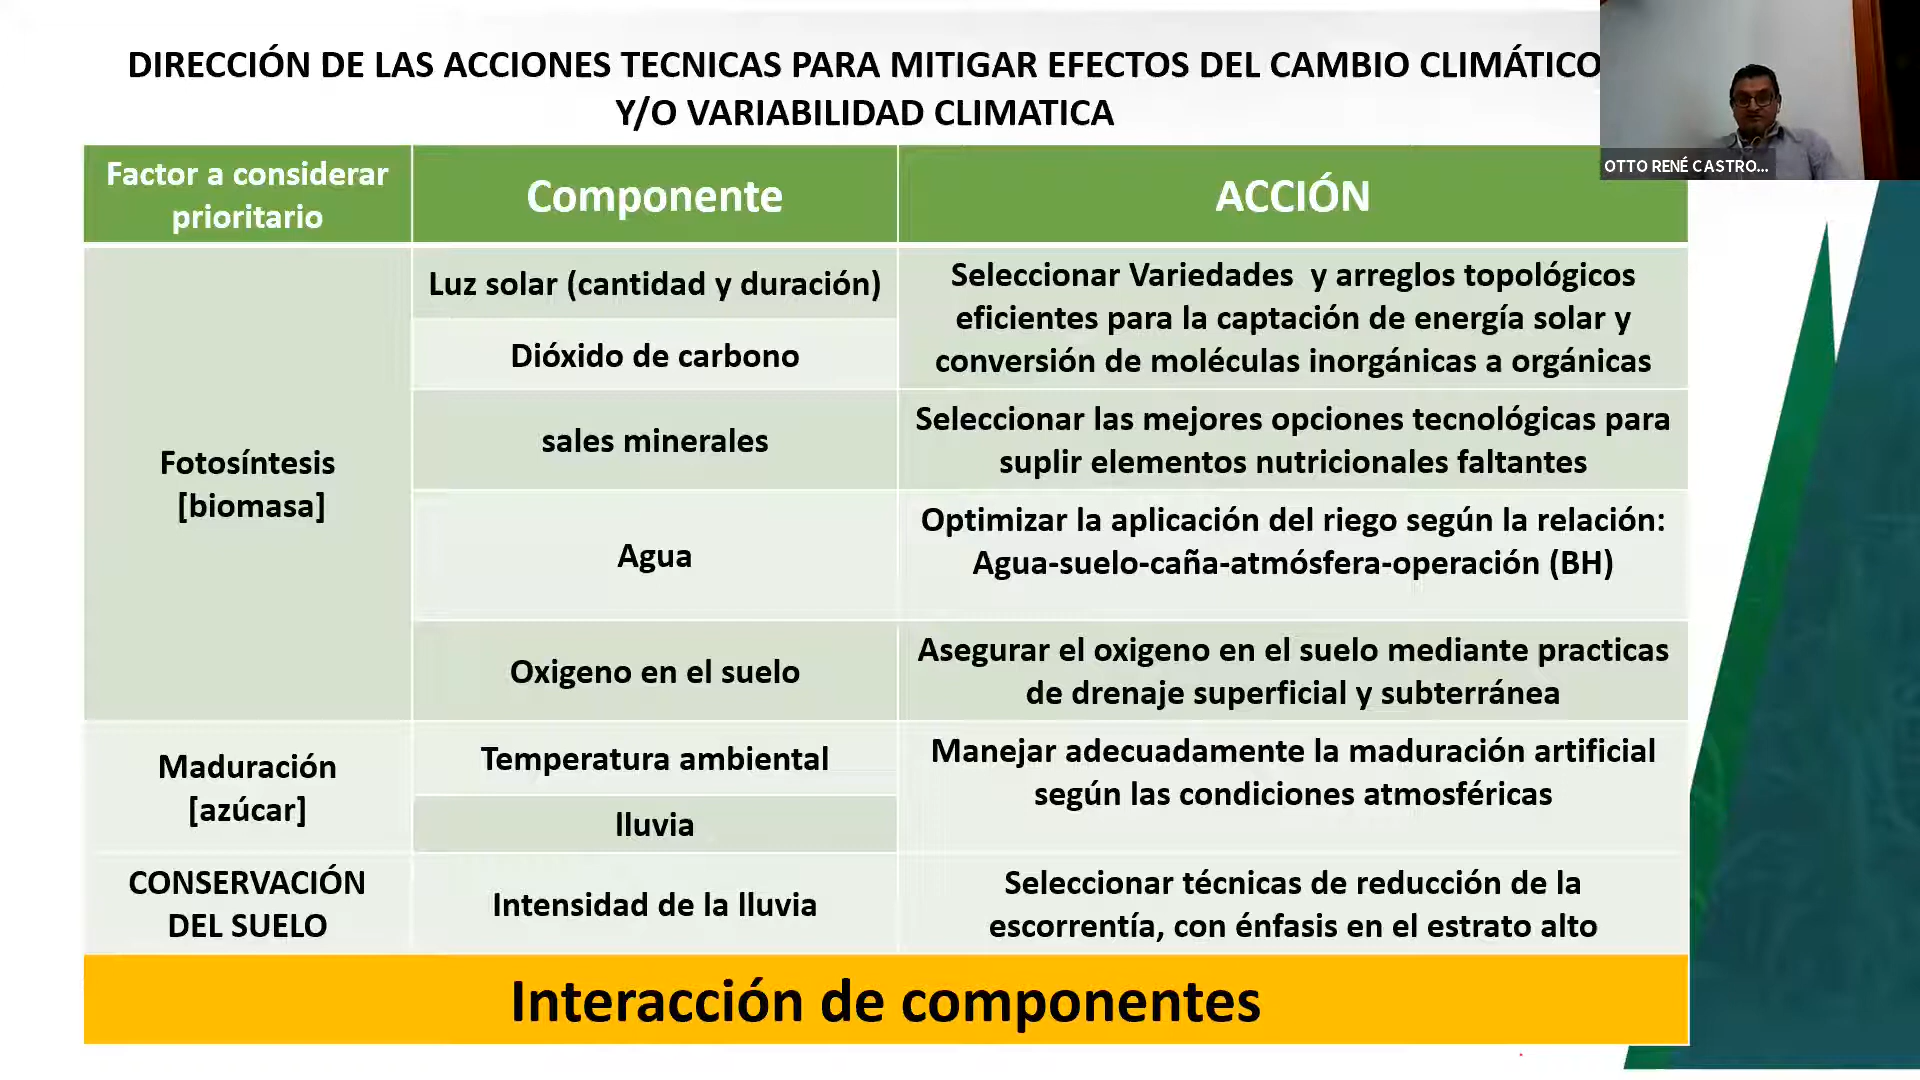 DIRECCIÓN DE LAS ACCIONES TECNICAS PARA MITIGAR EFECTOS DEL CAMBIO CLIMÁTICO
Y/O VARIABILIDAD CLIMATICA
OTTO RENÉ CASTRO...
Factor a considerar
prioritario
Componente
ACCIÓN
Fotosíntesis
[biomasa]
Luz solar (cantidad y duración)
Dióxido de carbono
Seleccionar Variedades y arreglos topológicos
eficientes para la captación de energía solar y
conversión de moléculas inorgánicas a orgánicas
sales minerales
Seleccionar las mejores opciones tecnológicas para
suplir elementos nutricionales faltantes
Agua
Optimizar la aplicación del riego según la relación:
Agua-suelo-caña-atmósfera-operación (BH)
Oxigeno en el suelo
Asegurar el oxigeno en el suelo mediante practicas
de drenaje superficial y subterránea
Maduración
[azúcar]
Temperatura ambiental
lluvia
Manejar adecuadamente la maduración artificial
según las condiciones atmosféricas
CONSERVACIÓN
DEL SUELO
Intensidad de la lluvia
Seleccionar técnicas de reducción de la
escorrentía, con énfasis en el estrato alto
Interacción de componentes